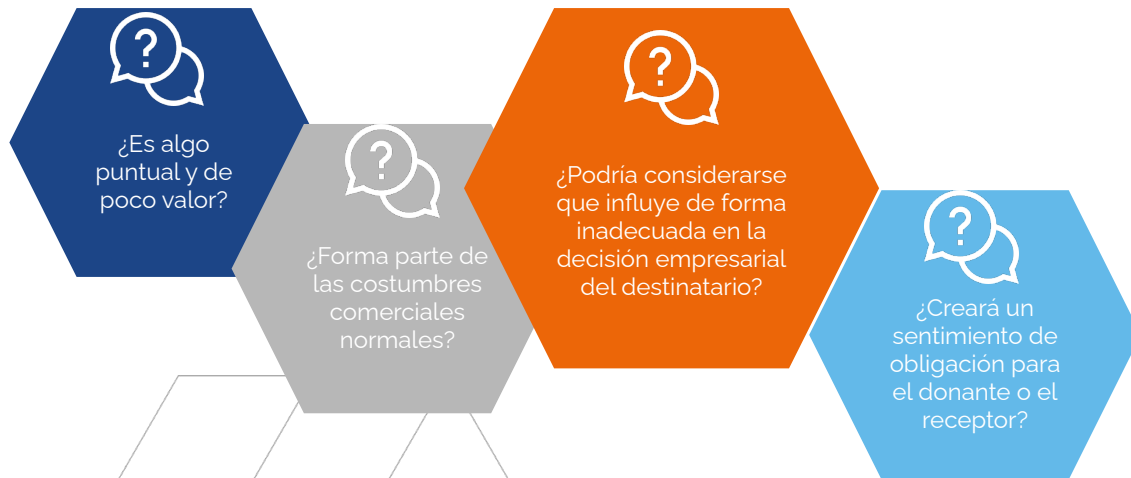 ¿Es algo
puntual y de
poco valor?
¿Forma parte de
las costumbres
comerciales
normales?
¿Podría considerarse
que influye de forma
inadecuada en la
decisión empresarial
del destinatario?
¿Creará un
sentimiento de
obligación para
el donante o el
receptor?